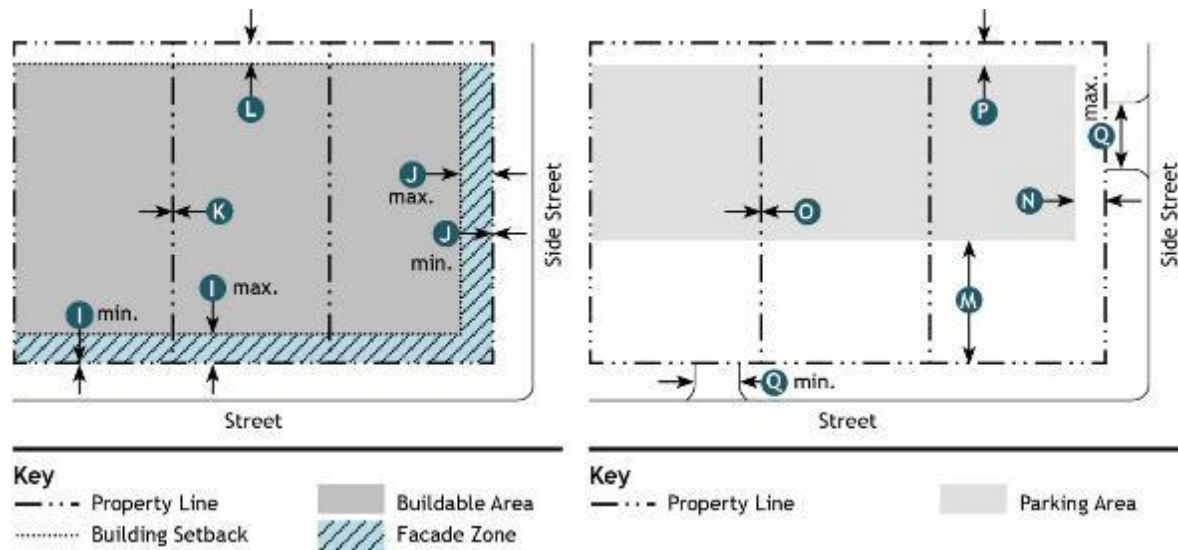 L
J
max.
K
J
min.
I max.
I min.
Side Street
Street
Key
Property Line
Building Setback
Buildable Area
Facade Zone
P
max.
Q
N
O
M
Q min.
Side Street
Street
Key
Property Line
Parking Area